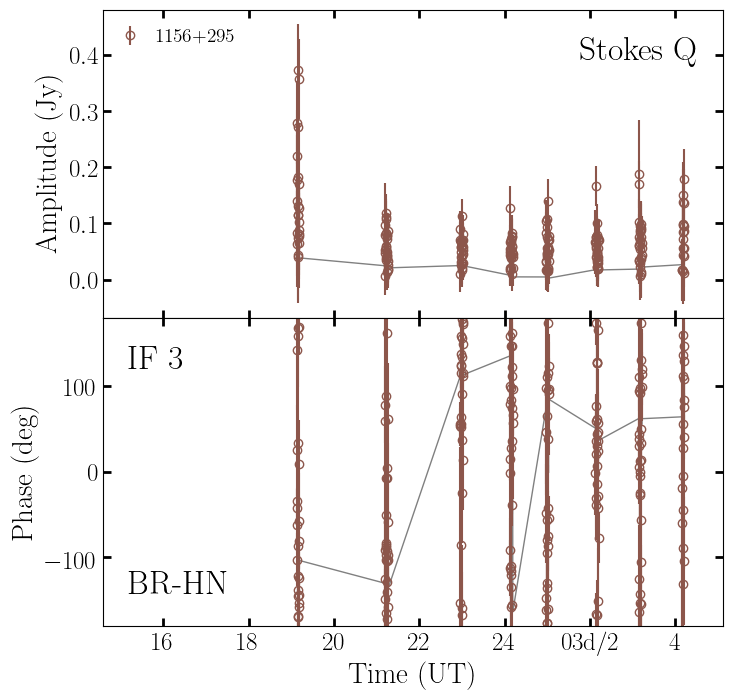 1156+295
Stokes Q
Amplitude (Jy)
0.4
0.3
0.2
0.1
0.0
IF 3
BR-HN
Phase (deg)
100
0
−100
16 18 20 22 24 03d/2 4
Time (UT)